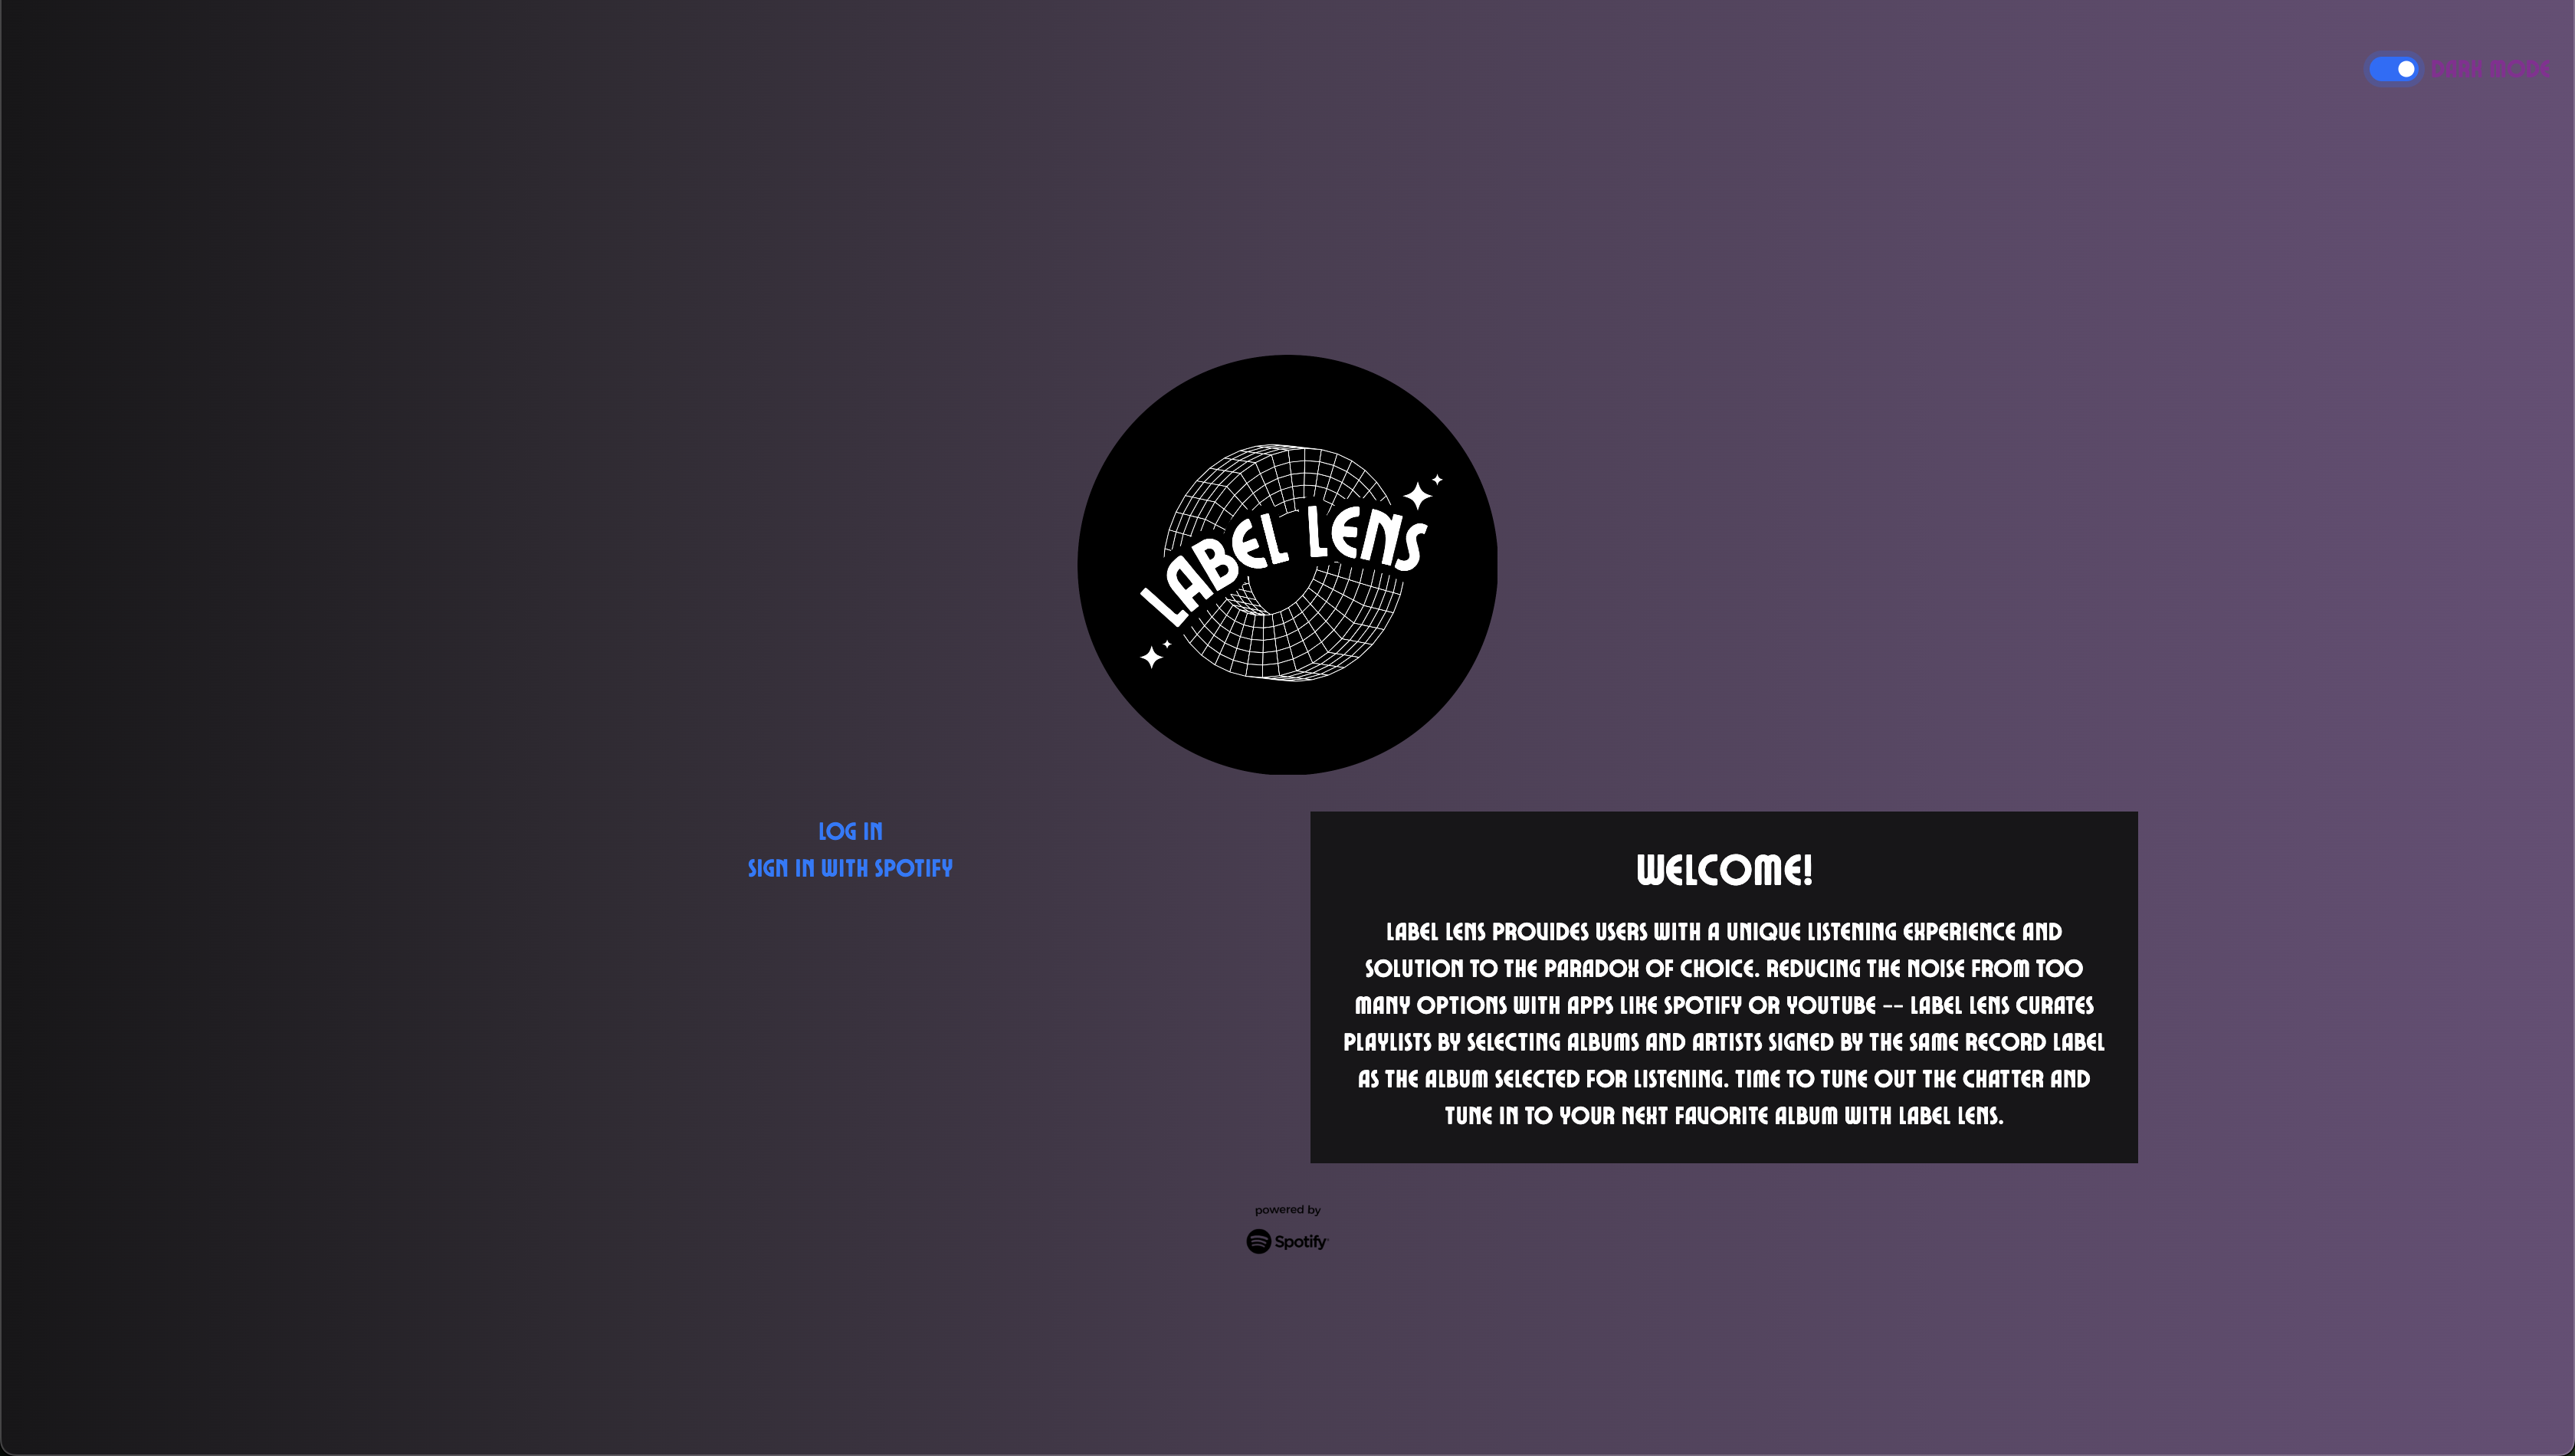 DARK MODE
LABEL LENS
LOG IN
SIGN IN WITH SPOTIFY
WELCOME!
LABEL LENS PROVIDES USERS WITH A UNIQUE LISTENING EXPERIENCE AND
SOLUTION TO THE PARADOX OF CHOICE. REDUCING THE NOISE FROM TOO
MANY OPTIONS WITH APPS LIKE SPOTIFY OR YOUTUBE -- LABEL LENS CURATES
PLAYLISTS BY SELECTING ALBUMS AND ARTISTS SIGNED BY THE SAME RECORD LABEL
AS THE ALBUM SELECTED FOR LISTENING. TIME TO TUNE OUT THE CHATTER AND
TUNE IN TO YOUR NEXT FAVORITE ALBUM WITH LABEL LENS.
powered by
Spotify